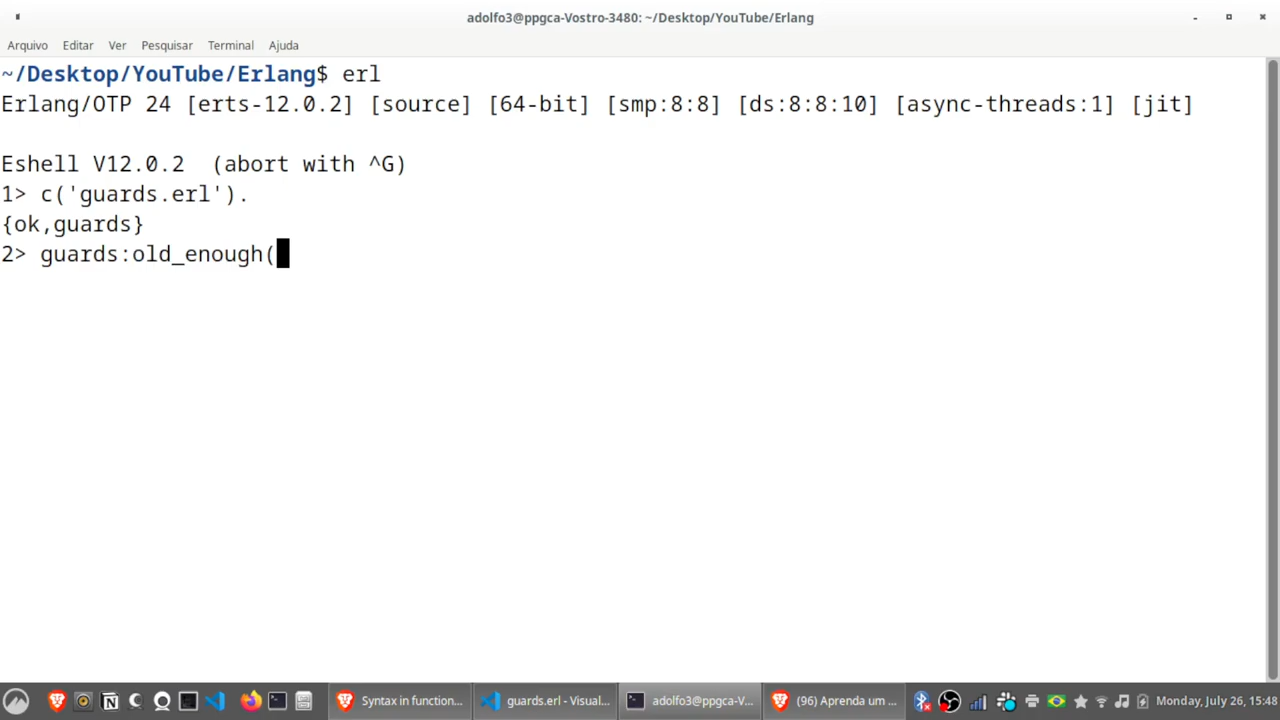 adolfo3@ppgca-Vostro-3480: ~/Desktop/YouTube/Erlang
Arquivo Editar Ver Pesquisar Terminal Ajuda
~/Desktop/YouTube/Erlang$ erl
Erlang/OTP 24 [erts-12.0.2] [source] [64-bit] [smp:8:8] [ds:8:8:10] [async-threads:1] [jit]
Eshell V12.0.2  (abort with ^G)
1> c('guards.erl').
{ok,guards}
2> guards:old_enough(
Syntax in function... guards.erl - Visual... adolfo3@ppgca-V... (96) Aprenda um ... Monday, July 26, 15:48